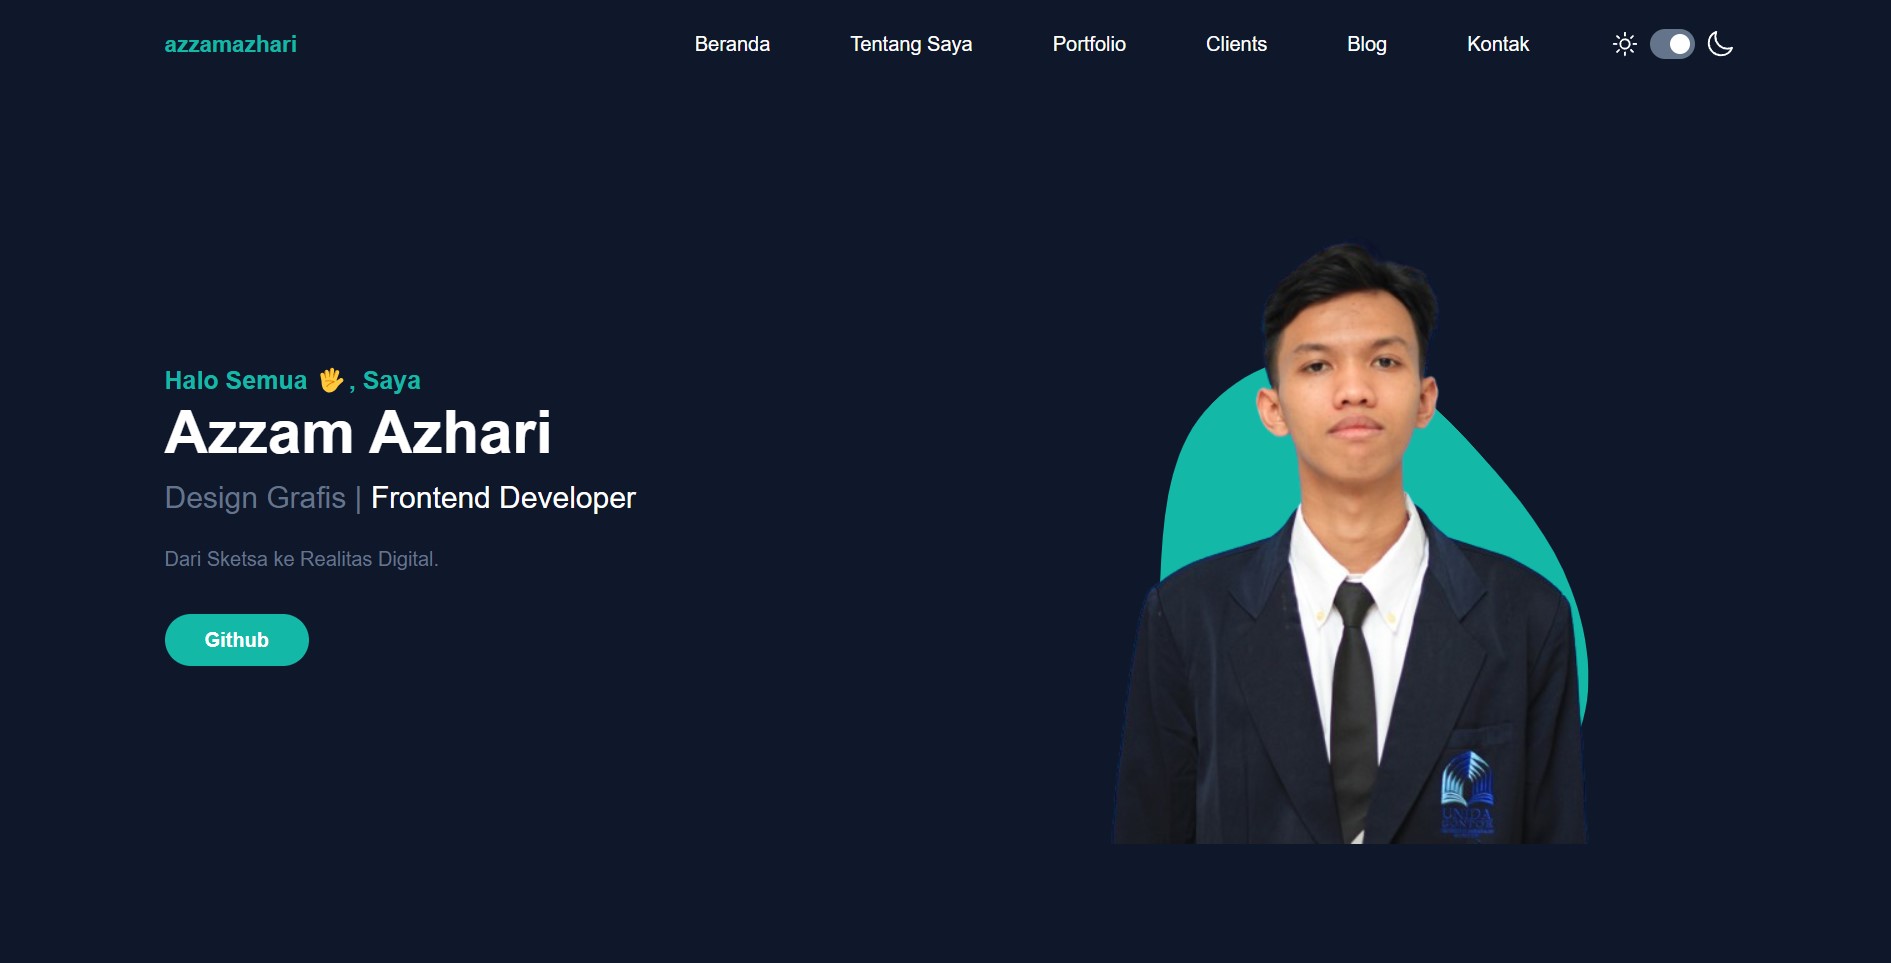 azzamazhari
Beranda
Tentang Saya
Portfolio
Clients
Blog
Kontak
Halo Semua 🖐, Saya
Azzam Azhari
Design Grafis | Frontend Developer
Dari Sketsa ke Realitas Digital.
Github
UNIDA
GONTOR